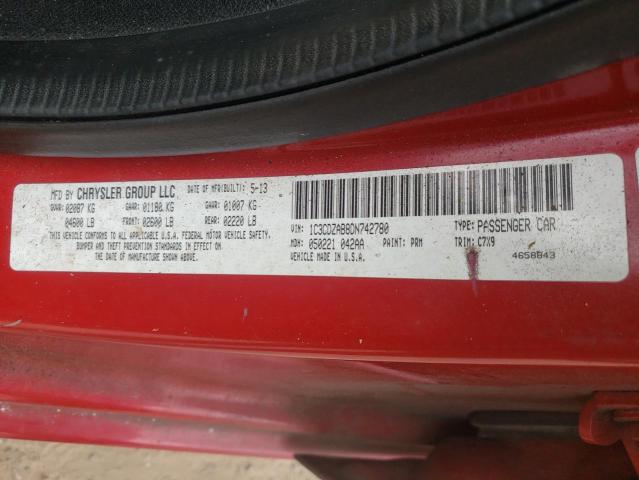 MFD BY CHRYSLER GROUP LLC DATE OF MFR(BUILT): 5-13
GVWR: 02087 KG GAWR: 01180. KG GAWR: 01007 KG
04600 LB FRONT: 02600 LB REAR: 02220 LB
THIS VEHICLE CONFORMS TO ALL APPLICABLE U.S.A. FEDERAL MOTOR VEHICLE SAFETY,
BUMPER AND THEFT PREVENTION STANDARDS IN EFFECT ON
THE DATE OF MANUFACTURE SHOWN ABOVE.
VIN: 1C3CDZAB8DN742780 TYPE: PASSENGER CAR
MDH: 050221 042AA PAINT: PRM TRIM: C7X9
VEHICLE MADE IN U.S.A. 4658843